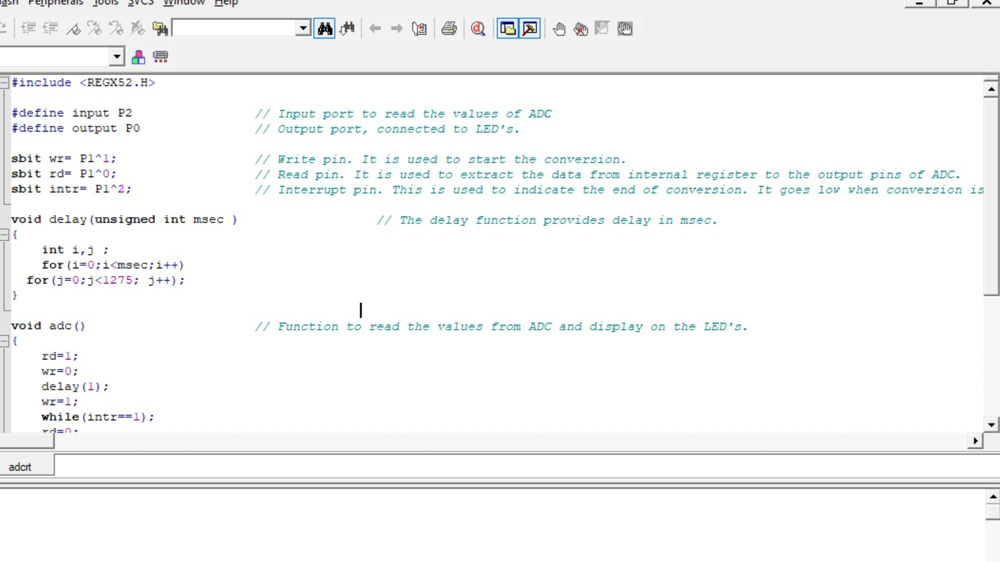 Peripherals Tools SVCS Window Help
#include <REGX52.H>
#define input P2 // Input port to read the values of ADC
#define output P0 // Output port, connected to LED's.
sbit wr= P1^1; // Write pin. It is used to start the conversion.
sbit rd= P1^0; // Read pin. It is used to extract the data from internal register to the output pins of ADC.
sbit intr= P1^2; // Interrupt pin. This is used to indicate the end of conversion. It goes low when conversion is
void delay(unsigned int msec ) // The delay function provides delay in msec.
{
int i,j ;
for(i=0;i<msec;i++)
for(j=0;j<1275; j++);
}
void adc() // Function to read the values from ADC and display on the LED's.
{
rd=1;
wr=0;
delay(1);
wr=1;
while(intr==1);
rd=0;
adcrt